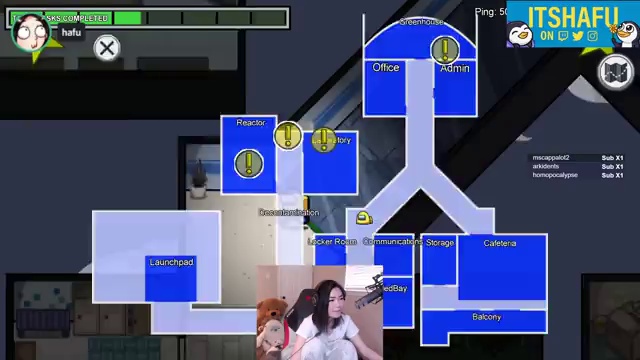 TASKS COMPLETED
hafu
Ping: 50
ITSHAFU
ON
Greenhouse
Office
Admin
Reactor
Laboratory
mscappalot2 Sub X1
arkidents Sub X1
homopocalypse Sub X1
Decontamination
Locker Room
Communications
Storage
Cafeteria
Launchpad
MedBay
Balcony